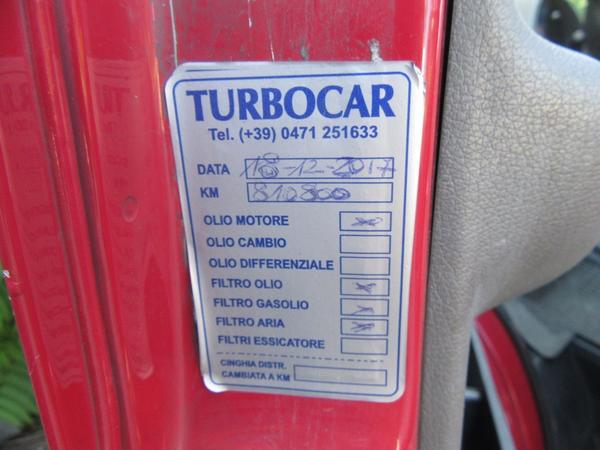 TURBOCAR
Tel. (+39) 0471 251633
DATA 18-12-2017
KM 810800
OLIO MOTORE
OLIO CAMBIO
OLIO DIFFERENZIALE
FILTRO OLIO
FILTRO GASOLIO
FILTRO ARIA
FILTRI ESSICATORE
CINGHIA DISTR.
CAMBIATA A KM